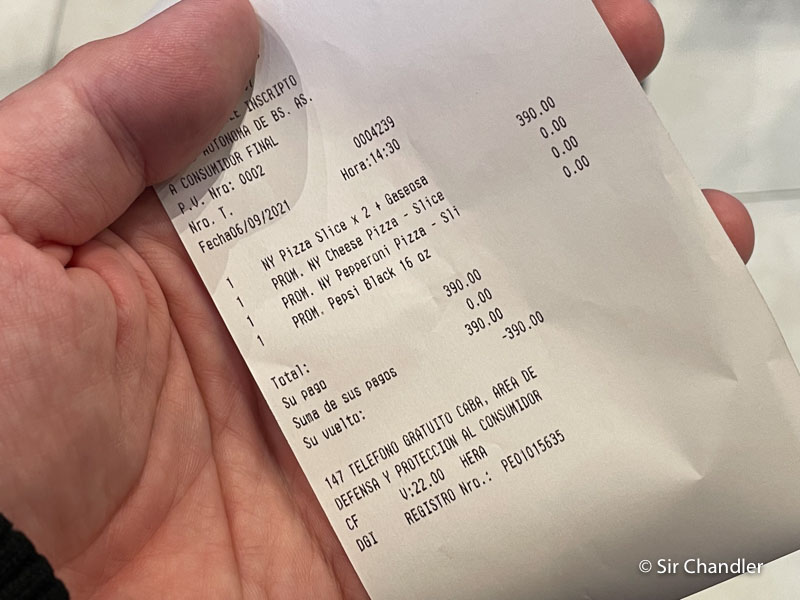 INSCRIPTO
AUTONOMA DE BS. AS.
A CONSUMIDOR FINAL
P.V. Nro: 0002
Nro. T. 0004239
Fecha06/09/2021 Hora:14:30
1 NY Pizza Slice x 2 + Gaseosa 390.00
1 PROM. NY Cheese Pizza - Slice 0.00
1 PROM. NY Pepperoni Pizza - Sli 0.00
1 PROM. Pepsi Black 16 oz 0.00
Total: 390.00
Su pago 0.00
Suma de sus pagos 390.00
Su vuelto: -390.00
147 TELEFONO GRATUITO CABA, AREA DE
DEFENSA Y PROTECCION AL CONSUMIDOR
CF V:22.00 HERA
DGI REGISTRO Nro.: PEO1015635
© Sir Chandler